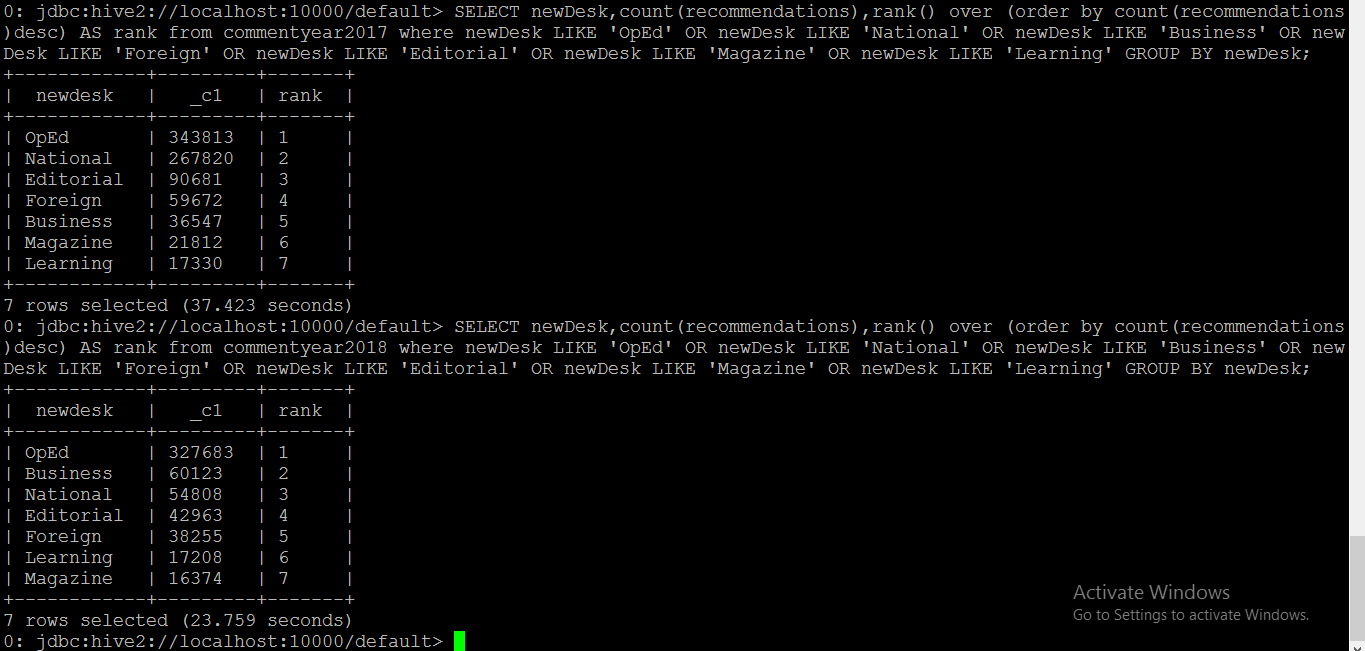 0: jdbc:hive2://localhost:10000/default> SELECT newDesk,count(recommendations),rank() over (order by count(recommendations
)desc) AS rank from commentyear2017 where newDesk LIKE 'OpEd' OR newDesk LIKE 'National' OR newDesk LIKE 'Business' OR new
Desk LIKE 'Foreign' OR newDesk LIKE 'Editorial' OR newDesk LIKE 'Magazine' OR newDesk LIKE 'Learning' GROUP BY newDesk;
+------------+---------+-------+
|  newdesk   |   _c1   | rank  |
+------------+---------+-------+
| OpEd       | 343813  | 1     |
| National   | 267820  | 2     |
| Editorial  | 90681   | 3     |
| Foreign    | 59672   | 4     |
| Business   | 36547   | 5     |
| Magazine   | 21812   | 6     |
| Learning   | 17330   | 7     |
+------------+---------+-------+
7 rows selected (37.423 seconds)
0: jdbc:hive2://localhost:10000/default> SELECT newDesk,count(recommendations),rank() over (order by count(recommendations
)desc) AS rank from commentyear2018 where newDesk LIKE 'OpEd' OR newDesk LIKE 'National' OR newDesk LIKE 'Business' OR new
Desk LIKE 'Foreign' OR newDesk LIKE 'Editorial' OR newDesk LIKE 'Magazine' OR newDesk LIKE 'Learning' GROUP BY newDesk;
+------------+---------+-------+
|  newdesk   |   _c1   | rank  |
+------------+---------+-------+
| OpEd       | 327683  | 1     |
| Business   | 60123   | 2     |
| National   | 54808   | 3     |
| Editorial  | 42963   | 4     |
| Foreign    | 38255   | 5     |
| Learning   | 17208   | 6     |
| Magazine   | 16374   | 7     |
+------------+---------+-------+
7 rows selected (23.759 seconds)
0: jdbc:hive2://localhost:10000/default>
Activate Windows
Go to Settings to activate Windows.